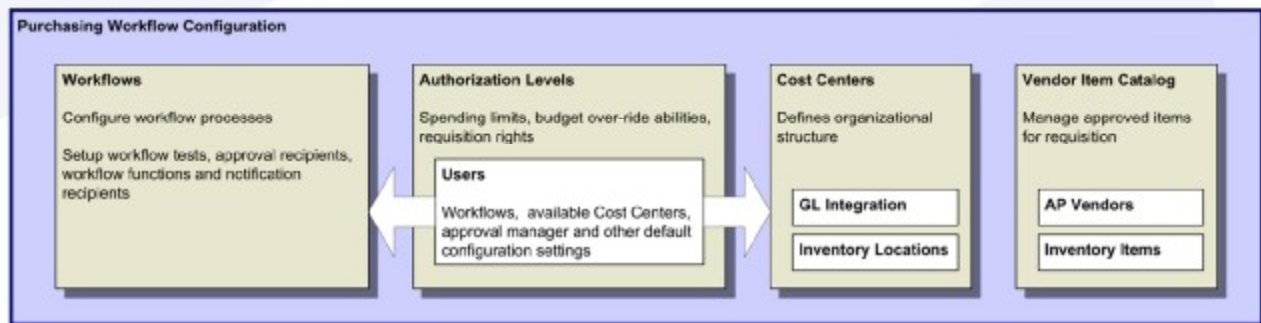 Purchasing Workflow Configuration
Workflows
Configure workflow processes
Setup workflow tests, approval recipients,
workflow functions and notification
recipients
Authorization Levels
Spending limits, budget over-ride abilities,
requisition rights
Users
Workflows, available Cost Centers,
approval manager and other default
configuration settings
Cost Centers
Defines organizational
structure
GL Integration
Inventory Locations
Vendor Item Catalog
Manage approved items
for requisition
AP Vendors
Inventory Items